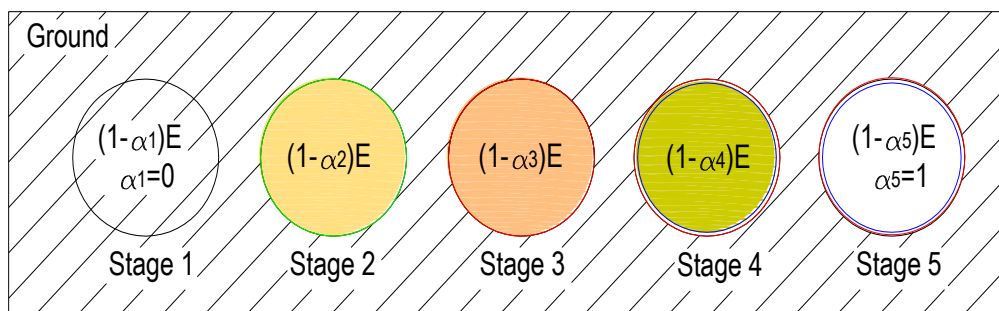 Ground
(1-α1)E
α1=0
(1-α2)E
(1-α3)E
(1-α4)E
(1-α5)E
α5=1
Stage 1
Stage 2
Stage 3
Stage 4
Stage 5